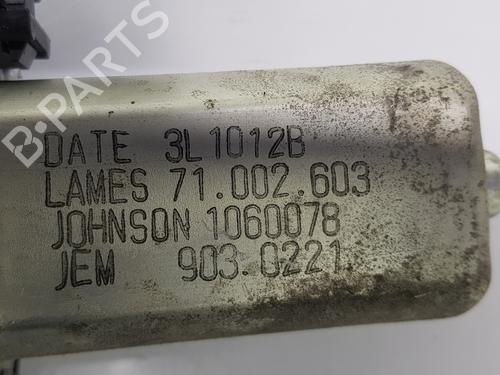 B-PARTS
DATE 3L1012B
LAMES 71.002.603
JOHNSON 1060078
JEM 903.0221